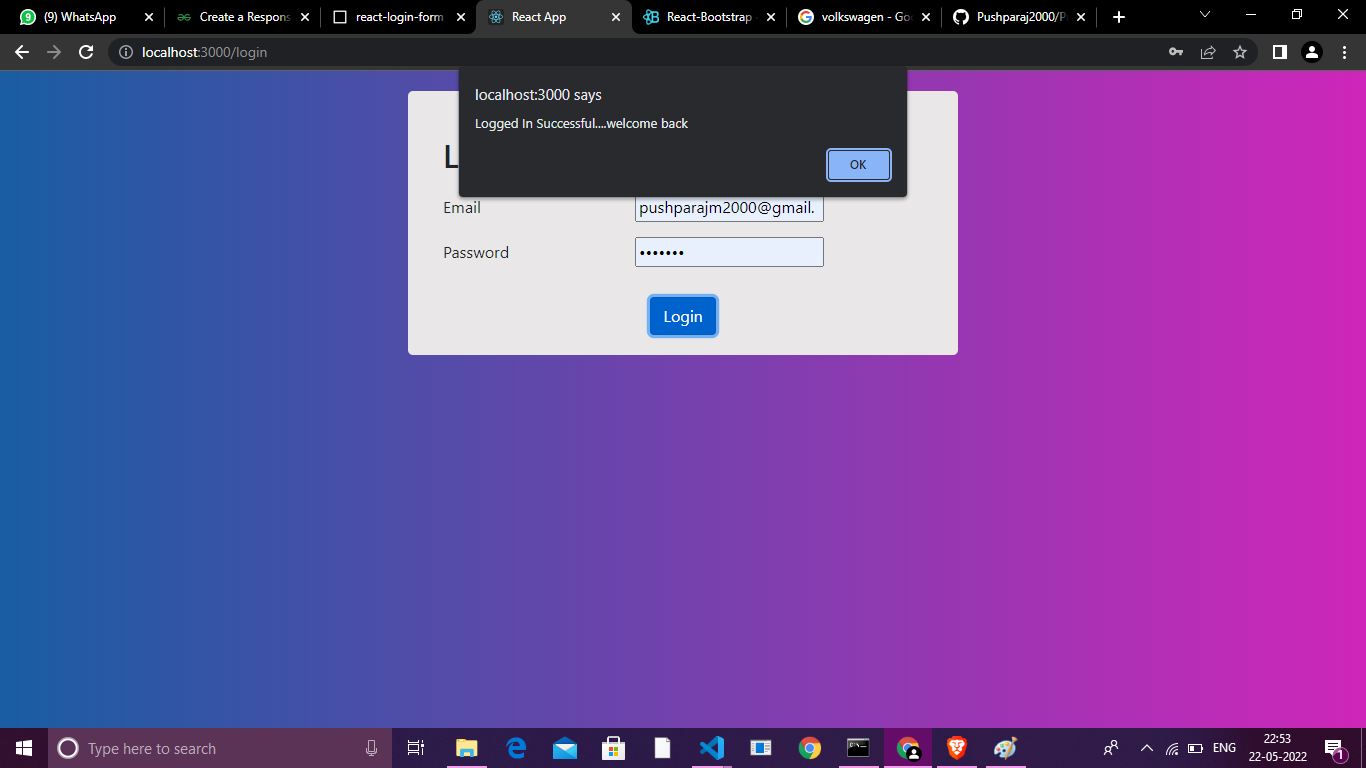 9 (9) WhatsApp
Create a Respons
react-login-form
React App
React-Bootstrap
volkswagen - Goo
Pushparaj2000/P
localhost:3000/login
localhost:3000 says
Logged In Successful....welcome back
OK
L
Email pushparajm2000@gmail.
Password •••••••
Login
Type here to search
ENG
22:53
22-05-2022
1